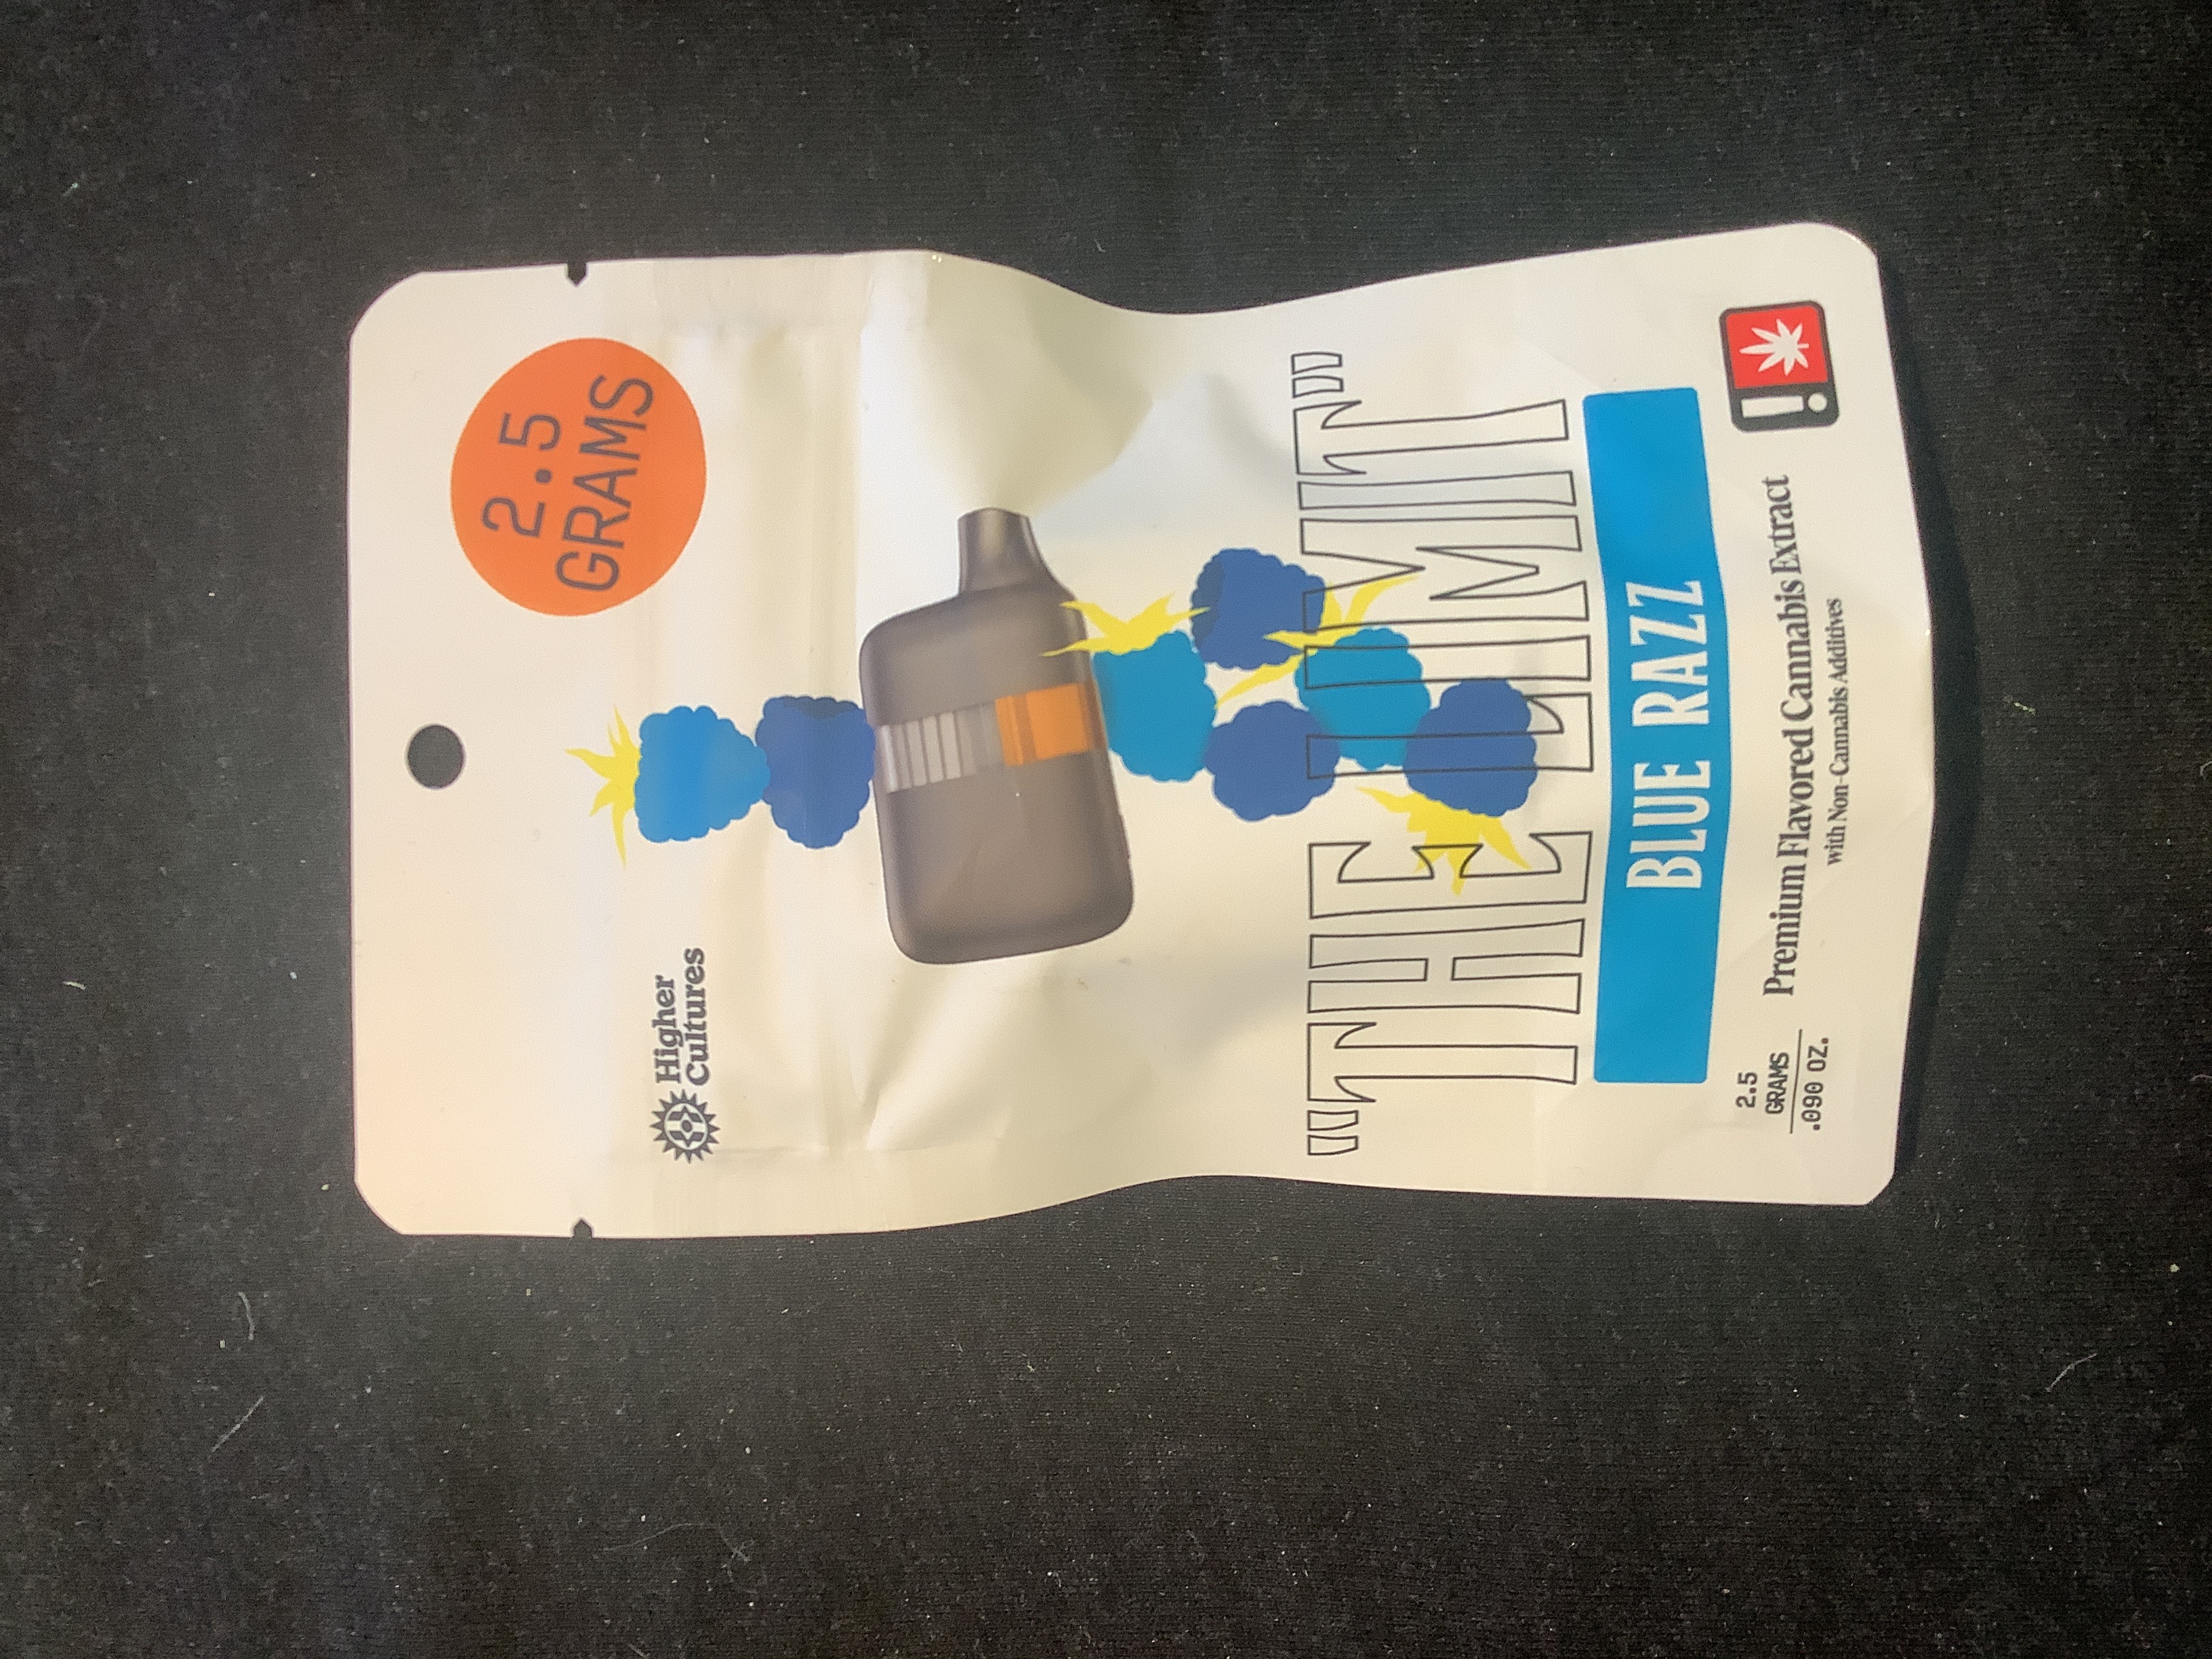 2.5
GRAMS
Higher
Cultures
"THE LIMIT"
BLUE RAZZ
2.5
GRAMS
.090 OZ.
Premium Flavored Cannabis Extract
with Non-Cannabis Additives
!